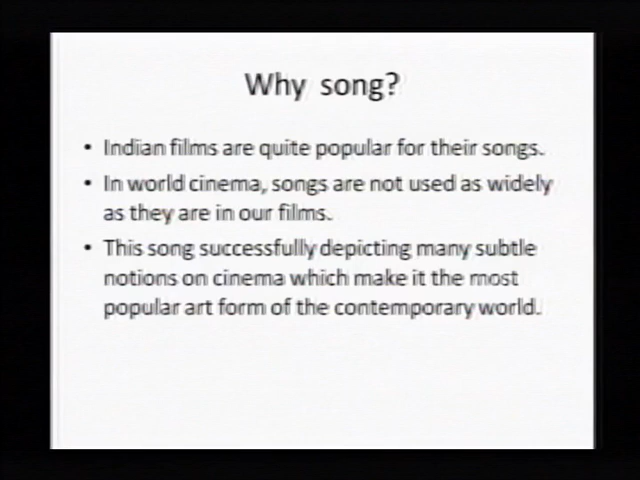 Why song?
• Indian films are quite popular for their songs.
• In world cinema, songs are not used as widely
as they are in our films.
• This song successfully depicting many subtle
notions on cinema which make it the most
popular art form of the contemporary world.